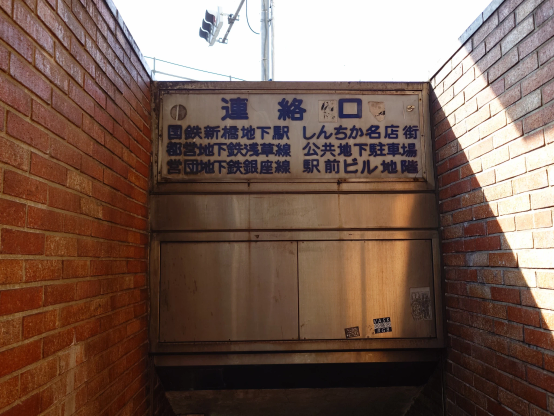 連絡口
国鉄新橋地下駅 しんちか名店街
都営地下鉄浅草線 公共地下駐車場
営団地下鉄銀座線 駅前ビル地階